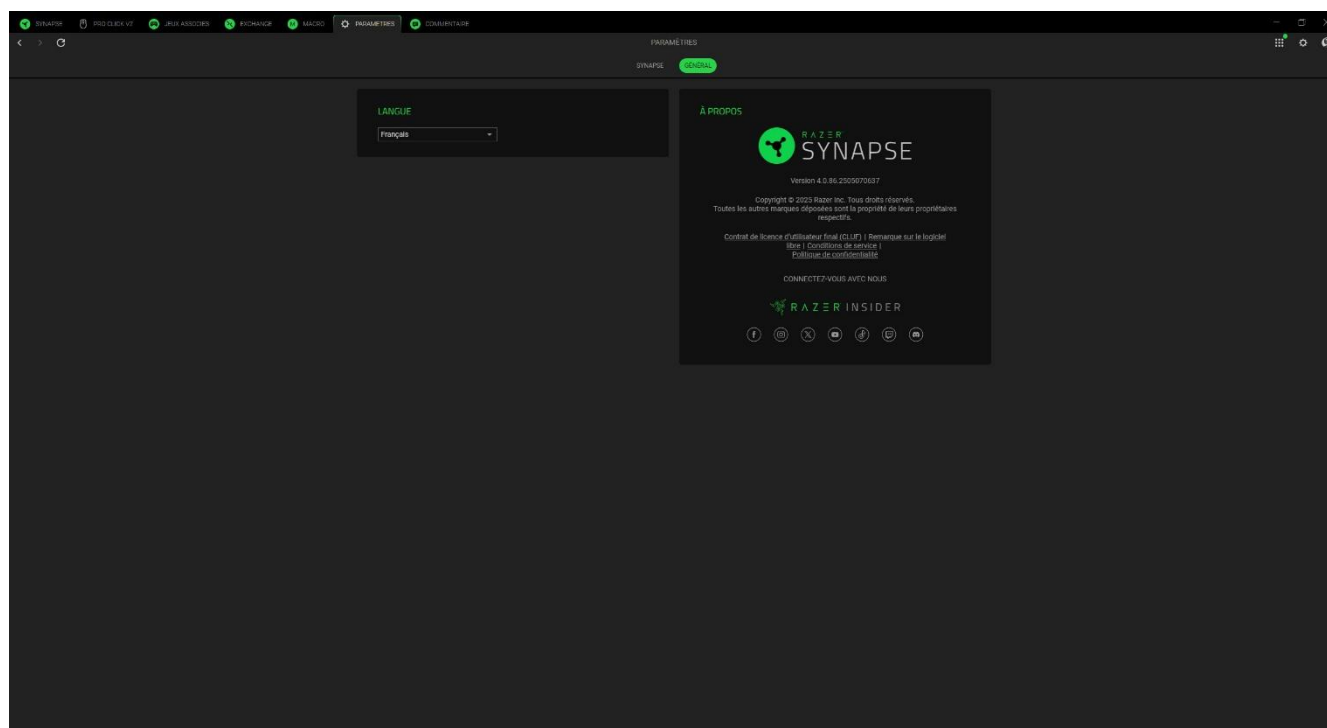 SYNAPSE
PRO CLICK V2
JEUX ASSOCIÉS
EXCHANGE
MACRO
PARAMÈTRES
COMMENTAIRE
PARAMÈTRES
SYNAPSE
GÉNÉRAL
LANGUE
Français
À PROPOS
RAZER
SYNAPSE
Version 4.0.86.2505070637
Copyright © 2025 Razer Inc. Tous droits réservés.
Toutes les autres marques déposées sont la propriété de leurs propriétaires
respectifs.
Contrat de licence d'utilisateur final (CLUF) | Remarque sur le logiciel
libre | Conditions de service |
Politique de confidentialité
CONNECTEZ-VOUS AVEC NOUS
RAZER INSIDER